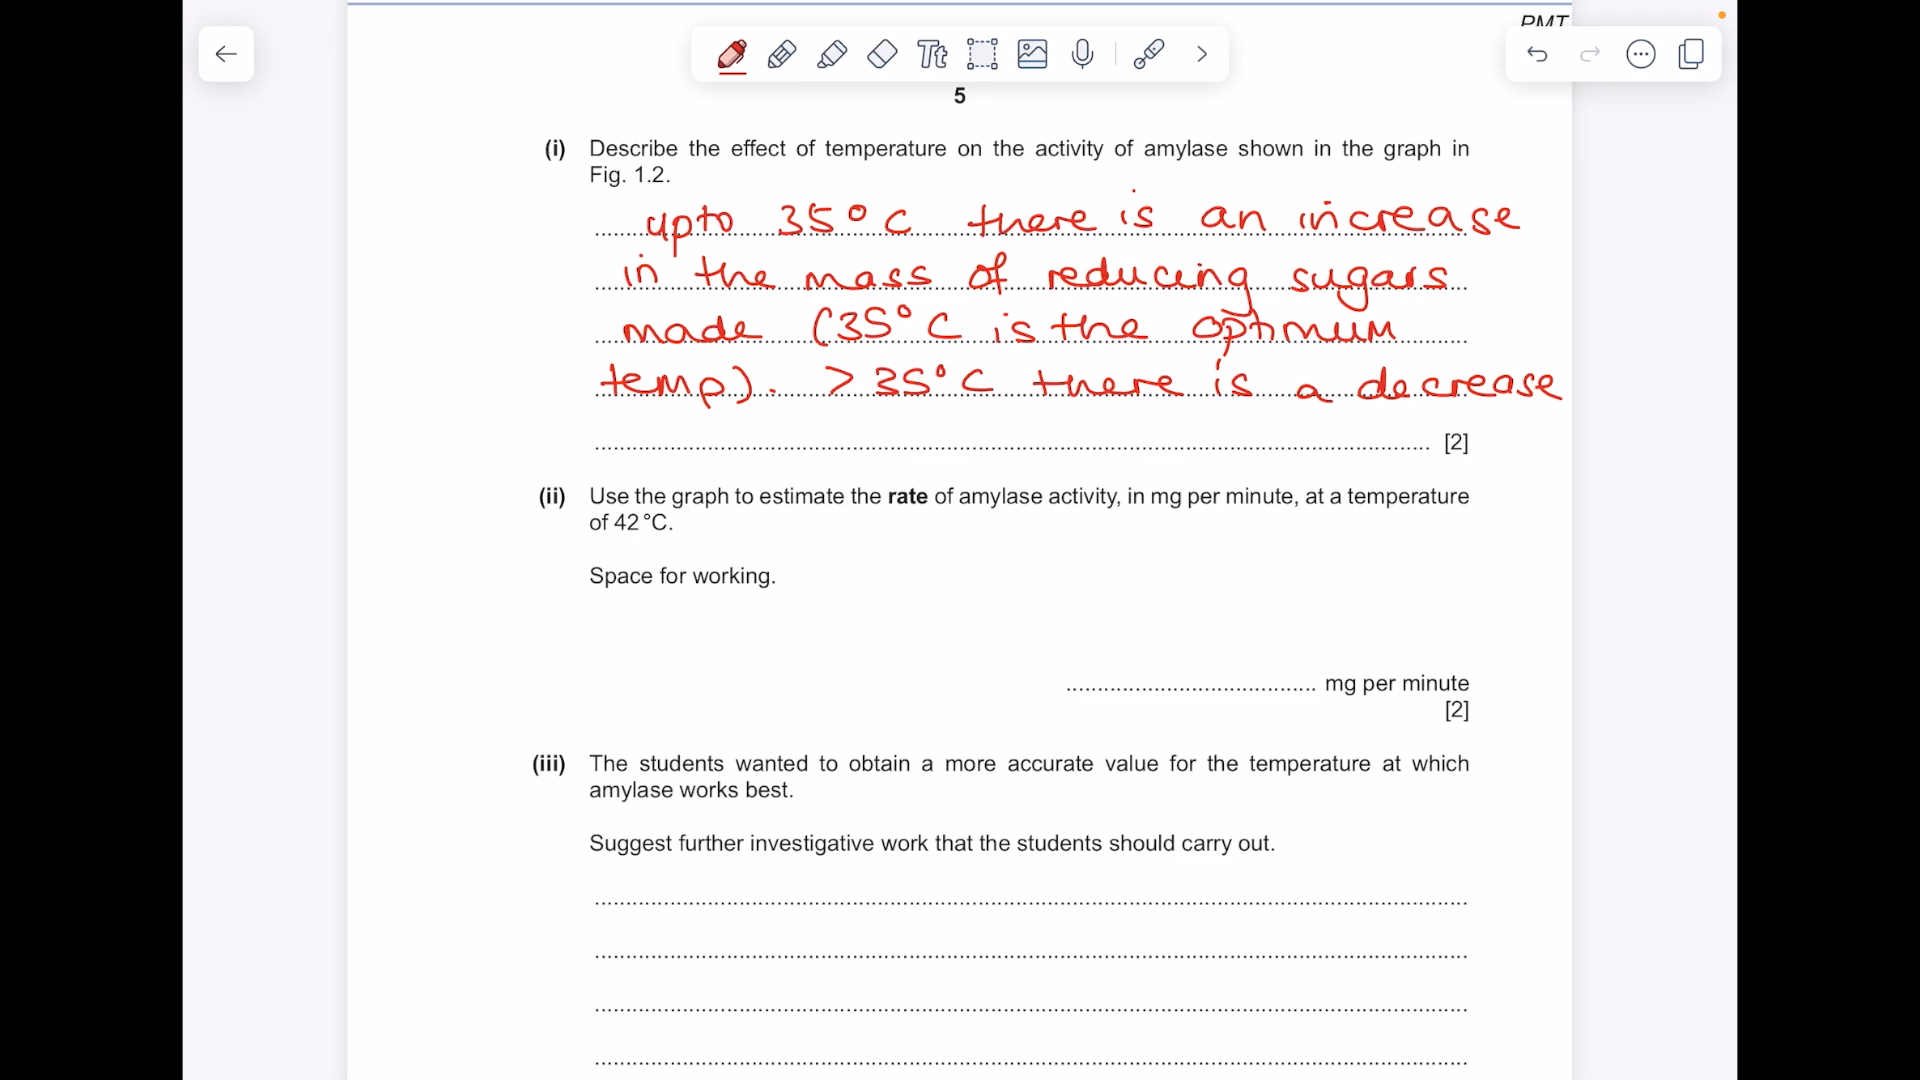 PMT
Tt
5
(i) Describe the effect of temperature on the activity of amylase shown in the graph in
Fig. 1.2.
upto 35°C there is an increase
in the mass of reducing sugars
made (35°C is the optimum
temp). > 35°C there is a decrease
[2]
(ii) Use the graph to estimate the rate of amylase activity, in mg per minute, at a temperature
of 42°C.
Space for working.
mg per minute
[2]
(iii) The students wanted to obtain a more accurate value for the temperature at which
amylase works best.
Suggest further investigative work that the students should carry out.